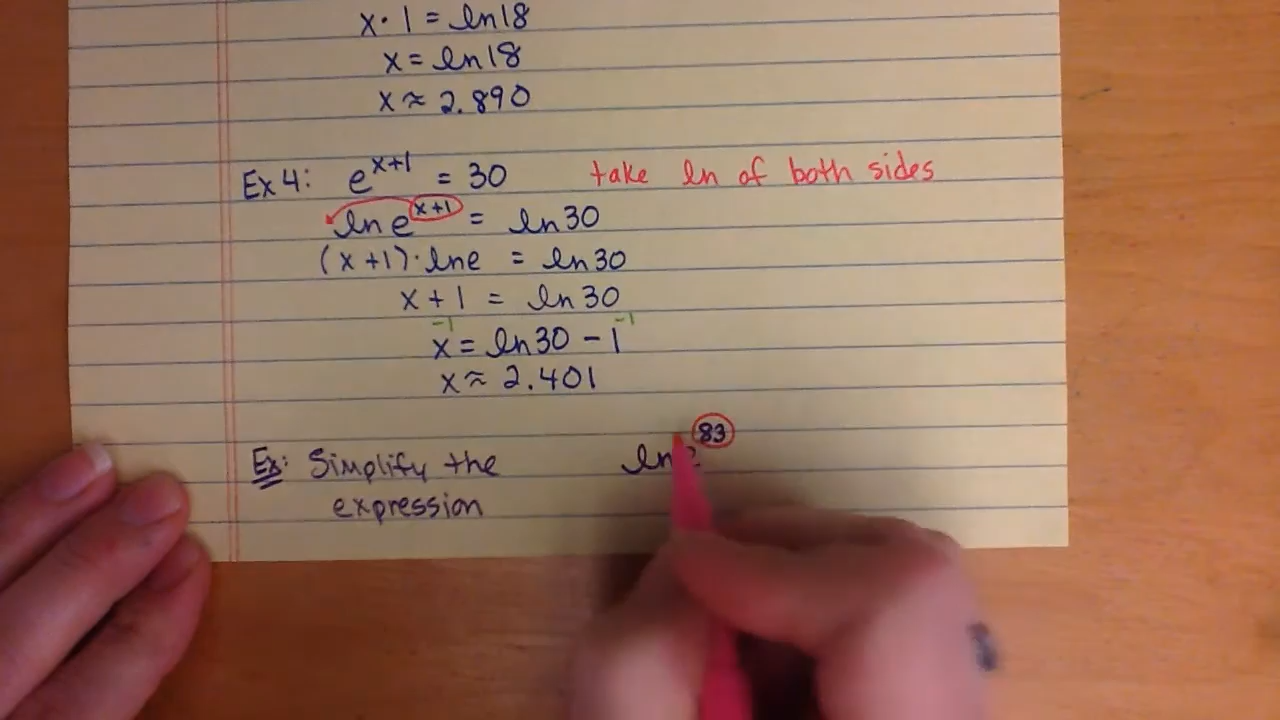 x · 1 = ln18
x = ln18
x ≈ 2.890
Ex 4: e^{x+1} = 30 take ln of both sides
ln e^{x+1} = ln30
(x+1) · lne = ln30
x + 1 = ln30
-1 -1
x = ln30 - 1
x ≈ 2.401
Ex: Simplify the ln e^{83}
expression